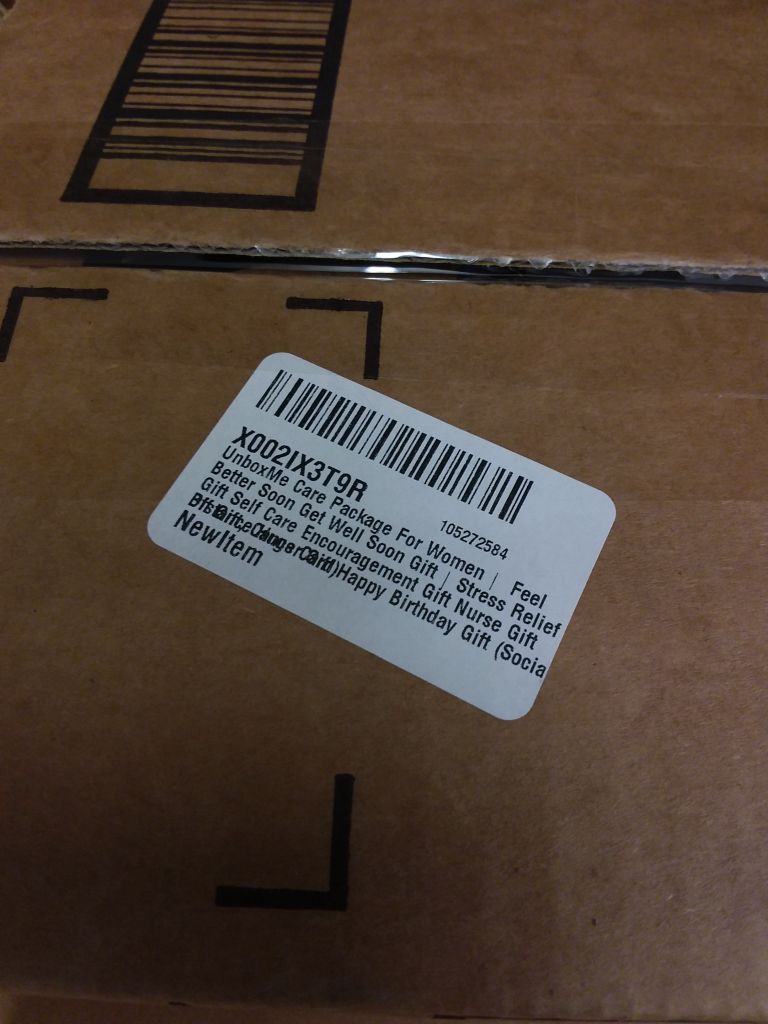 X002IX3T9R
105272584
UnboxMe Care Package For Women | Feel
Better Soon Get Well Soon Gift | Stress Relief
Gift Self Care Encouragement Gift Nurse Gift
Happy Birthday Gift (Socia
NewItem